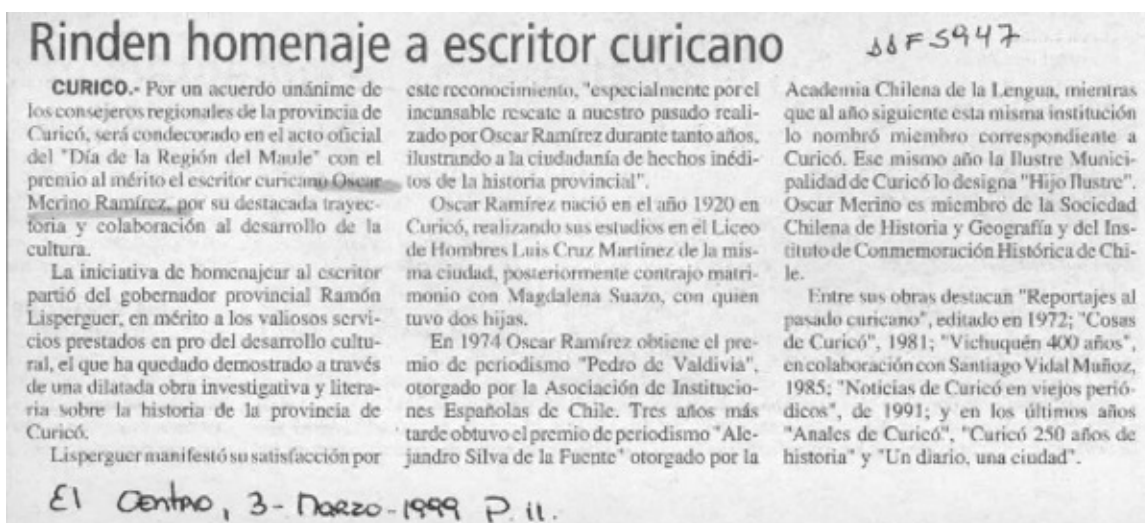 Rinden homenaje a escritor curicano
CURICO.- Por un acuerdo unánime de
los consejeros regionales de la provincia de
Curicó, será condecorado en el acto oficial
del "Día de la Región del Maule" con el
premio al mérito el escritor curicano Oscar
Merino Ramírez, por su destacada trayec-
toria y colaboración al desarrollo de la
cultura.
La iniciativa de homenajear al escritor
partió del gobernador provincial Ramón
Lisperguer, en mérito a los valiosos servi-
cios prestados en pro del desarrollo cultu-
ral, el que ha quedado demostrado a través
de una dilatada obra investigativa y litera-
ria sobre la historia de la provincia de
Curicó.
Lisperguer manifestó su satisfacción por
este reconocimiento, "especialmente por el
incansable rescate a nuestro pasado reali-
zado por Oscar Ramírez durante tanto años,
ilustrando a la ciudadanía de hechos inédi-
tos de la historia provincial".
Oscar Ramírez nació en el año 1920 en
Curicó, realizando sus estudios en el Liceo
de Hombres Luis Cruz Martínez de la mis-
ma ciudad, posteriormente contrajo matri-
monio con Magdalena Suazo, con quien
tuvo dos hijas.
En 1974 Oscar Ramírez obtiene el pre-
mio de periodismo "Pedro de Valdivia",
otorgado por la Asociación de Institucio-
nes Españolas de Chile. Tres años más
tarde obtuvo el premio de periodismo "Ale-
jandro Silva de la Fuente" otorgado por la
Academia Chilena de la Lengua, mientras
que al año siguiente esta misma institución
lo nombró miembro correspondiente a
Curicó. Ese mismo año la Ilustre Munici-
palidad de Curicó lo designa "Hijo Ilustre".
Oscar Merino es miembro de la Sociedad
Chilena de Historia y Geografía y del Ins-
tituto de Conmemoración Histórica de Chi-
le.
Entre sus obras destacan "Reportajes al
pasado curicano", editado en 1972; "Cosas
de Curicó", 1981; "Vichuquén 400 años",
en colaboración con Santiago Vidal Muñoz,
1985; "Noticias de Curicó en viejos perió-
dicos", de 1991; y en los últimos años
"Anales de Curicó", "Curicó 250 años de
historia" y "Un diario, una ciudad".
El Centro, 3-Marzo-1999 P. 11.